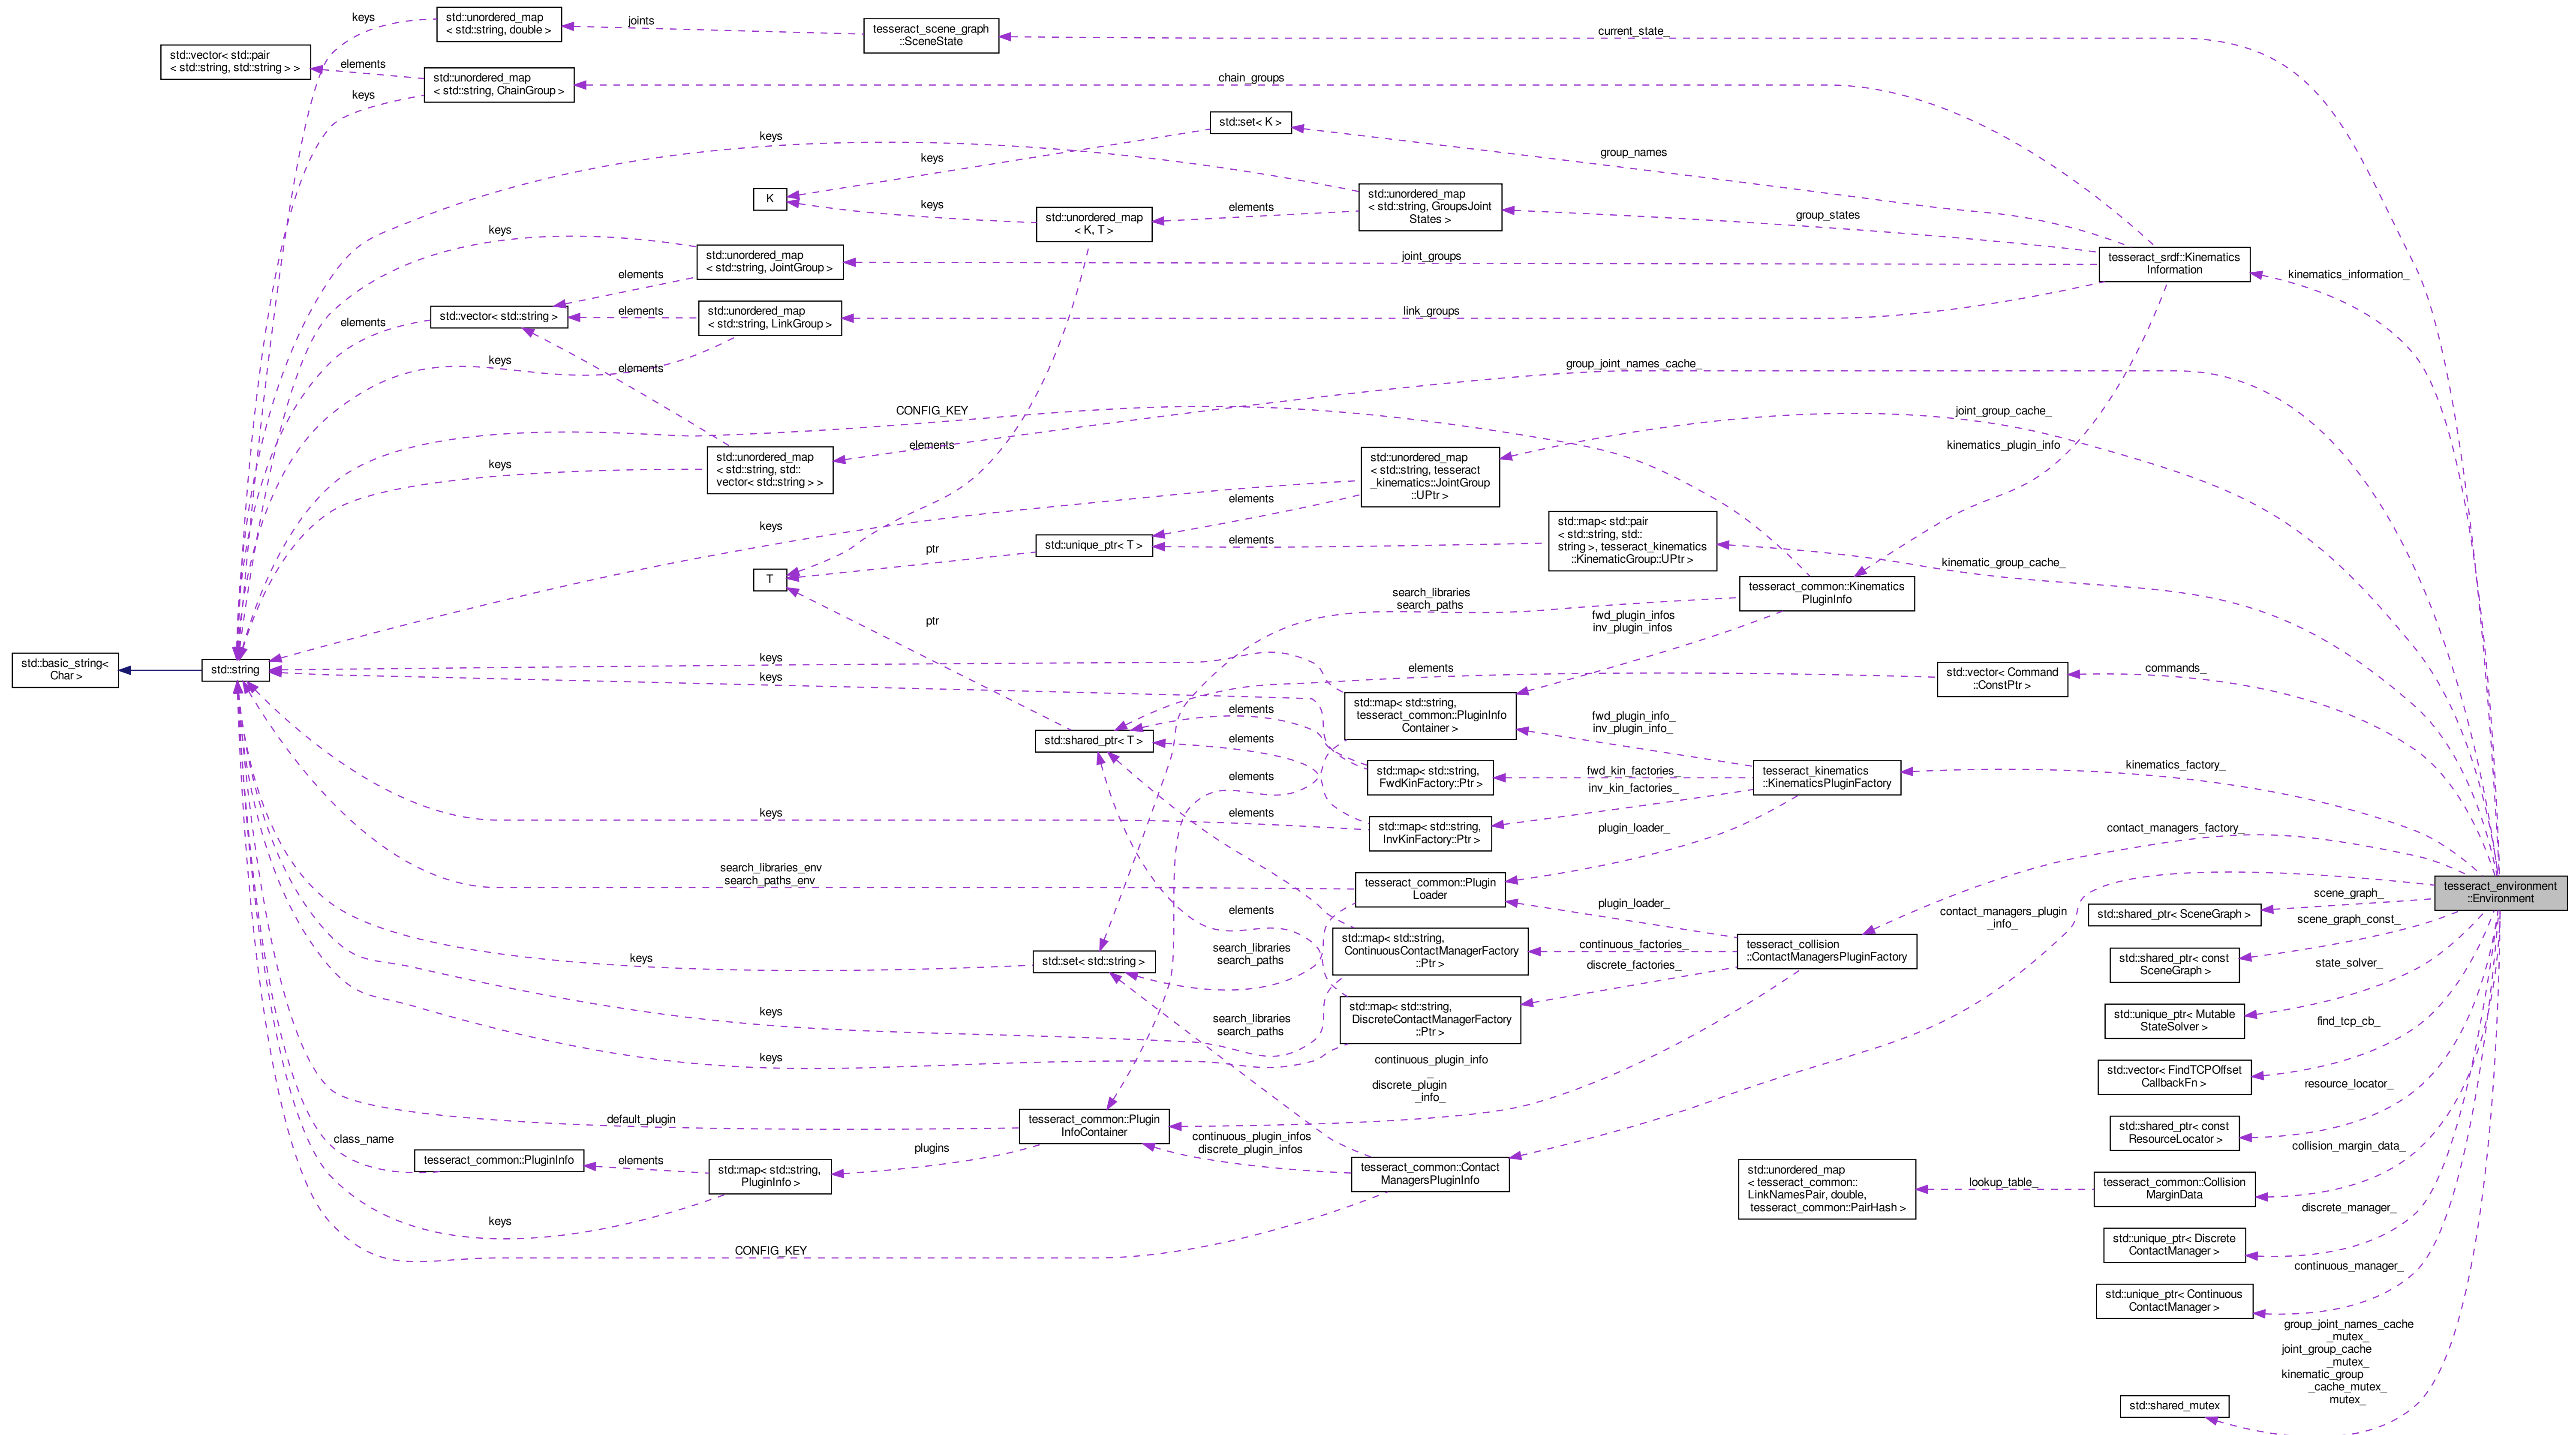 keys
std::unordered_map
< std::string, double >
joints
tesseract_scene_graph
::SceneState
current_state_
std::vector< std::pair
< std::string, std::string > >
elements
std::unordered_map
< std::string, ChainGroup >
chain_groups
keys
std::set< K >
keys
group_names
keys
K
keys
std::unordered_map
< K, T >
elements
std::unordered_map
< std::string, GroupsJoint
States >
group_states
keys
std::unordered_map
< std::string, JointGroup >
joint_groups
tesseract_srdf::Kinematics
Information
kinematics_information_
elements
std::vector< std::string >
elements
elements
std::unordered_map
< std::string, LinkGroup >
link_groups
keys
elements
group_joint_names_cache_
CONFIG_KEY
joint_group_cache_
elements
kinematics_plugin_info
keys
std::unordered_map
< std::string, std::
vector< std::string > >
std::unordered_map
< std::string, tesseract
_kinematics::JointGroup
::UPtr >
elements
keys
std::map< std::pair
< std::string, std::
string >, tesseract_kinematics
::KinematicGroup::UPtr >
elements
std::unique_ptr< T >
ptr
kinematic_group_cache_
T
tesseract_common::Kinematics
PluginInfo
search_libraries
search_paths
fwd_plugin_infos
inv_plugin_infos
ptr
std::basic_string<
Char >
std::string
keys
keys
elements
std::vector< Command
::ConstPtr >
commands_
std::map< std::string,
tesseract_common::PluginInfo
Container >
elements
fwd_plugin_info_
inv_plugin_info_
std::shared_ptr< T >
elements
std::map< std::string,
FwdKinFactory::Ptr >
fwd_kin_factories_
inv_kin_factories_
tesseract_kinematics
::KinematicsPluginFactory
kinematics_factory_
elements
keys
elements
std::map< std::string,
InvKinFactory::Ptr >
plugin_loader_
contact_managers_factory_
search_libraries_env
search_paths_env
tesseract_common::Plugin
Loader
tesseract_environment
::Environment
plugin_loader_
elements
contact_managers_plugin
_info_
scene_graph_
std::shared_ptr< SceneGraph >
scene_graph_const_
keys
std::set< std::string >
search_libraries
search_paths
std::map< std::string,
ContinuousContactManagerFactory
::Ptr >
continuous_factories_
discrete_factories_
tesseract_collision
::ContactManagersPluginFactory
std::shared_ptr< const
SceneGraph >
state_solver_
keys
search_libraries
search_paths
std::map< std::string,
DiscreteContactManagerFactory
::Ptr >
std::unique_ptr< Mutable
StateSolver >
find_tcp_cb_
keys
continuous_plugin_info
_
discrete_plugin
_info_
std::vector< FindTCPOffset
CallbackFn >
resource_locator_
default_plugin
tesseract_common::Plugin
InfoContainer
std::shared_ptr< const
ResourceLocator >
class_name
tesseract_common::PluginInfo
elements
std::map< std::string,
PluginInfo >
plugins
continuous_plugin_infos
discrete_plugin_infos
tesseract_common::Contact
ManagersPluginInfo
collision_margin_data_
std::unordered_map
< tesseract_common::
LinkNamesPair, double,
tesseract_common::PairHash >
lookup_table_
tesseract_common::Collision
MarginData
discrete_manager_
keys
CONFIG_KEY
std::unique_ptr< Discrete
ContactManager >
continuous_manager_
std::unique_ptr< Continuous
ContactManager >
group_joint_names_cache
_mutex_
joint_group_cache
_mutex_
kinematic_group
_cache_mutex_
mutex_
std::shared_mutex